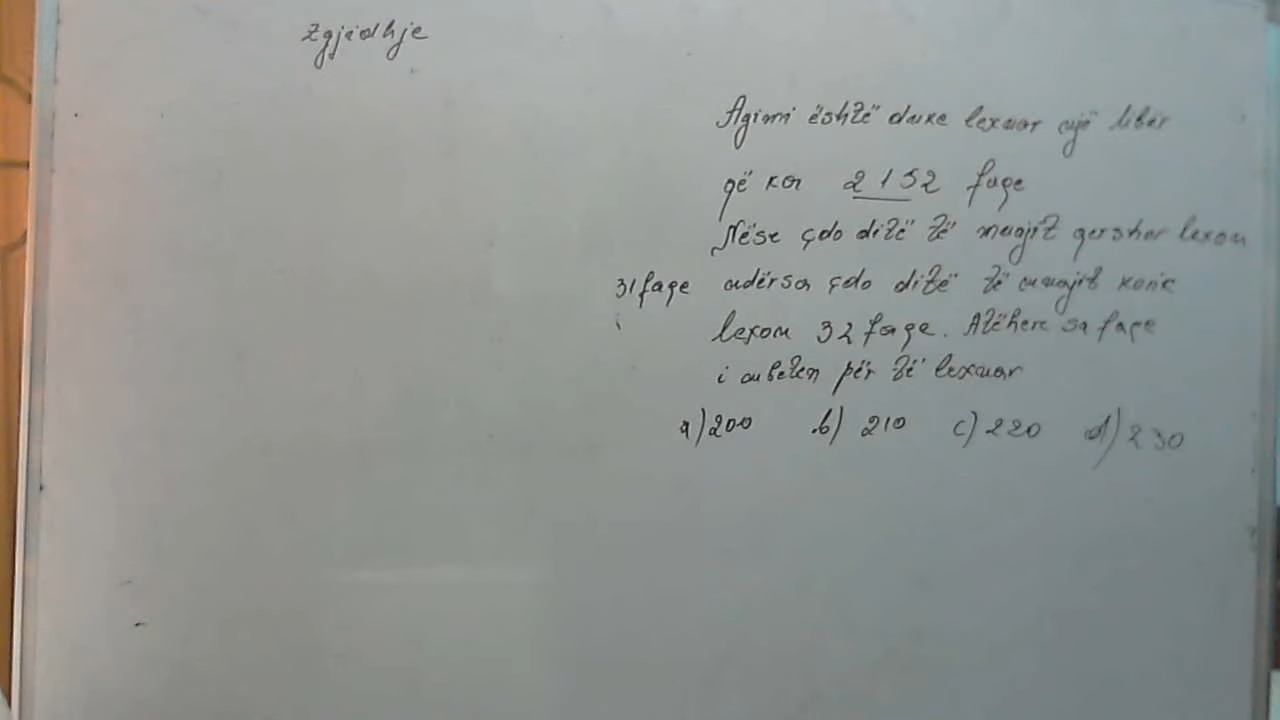 Zgjidhje
Agimi është duke lexuar një libër
që ka 2152 faqe
Nëse çdo ditë të muajit qershor lexon
31 faqe ndërsa çdo ditë të muajit korrik
lexon 32 faqe. Atëhere sa faqe
i mbeten për të lexuar
a) 200 b) 210 c) 220 d) 230